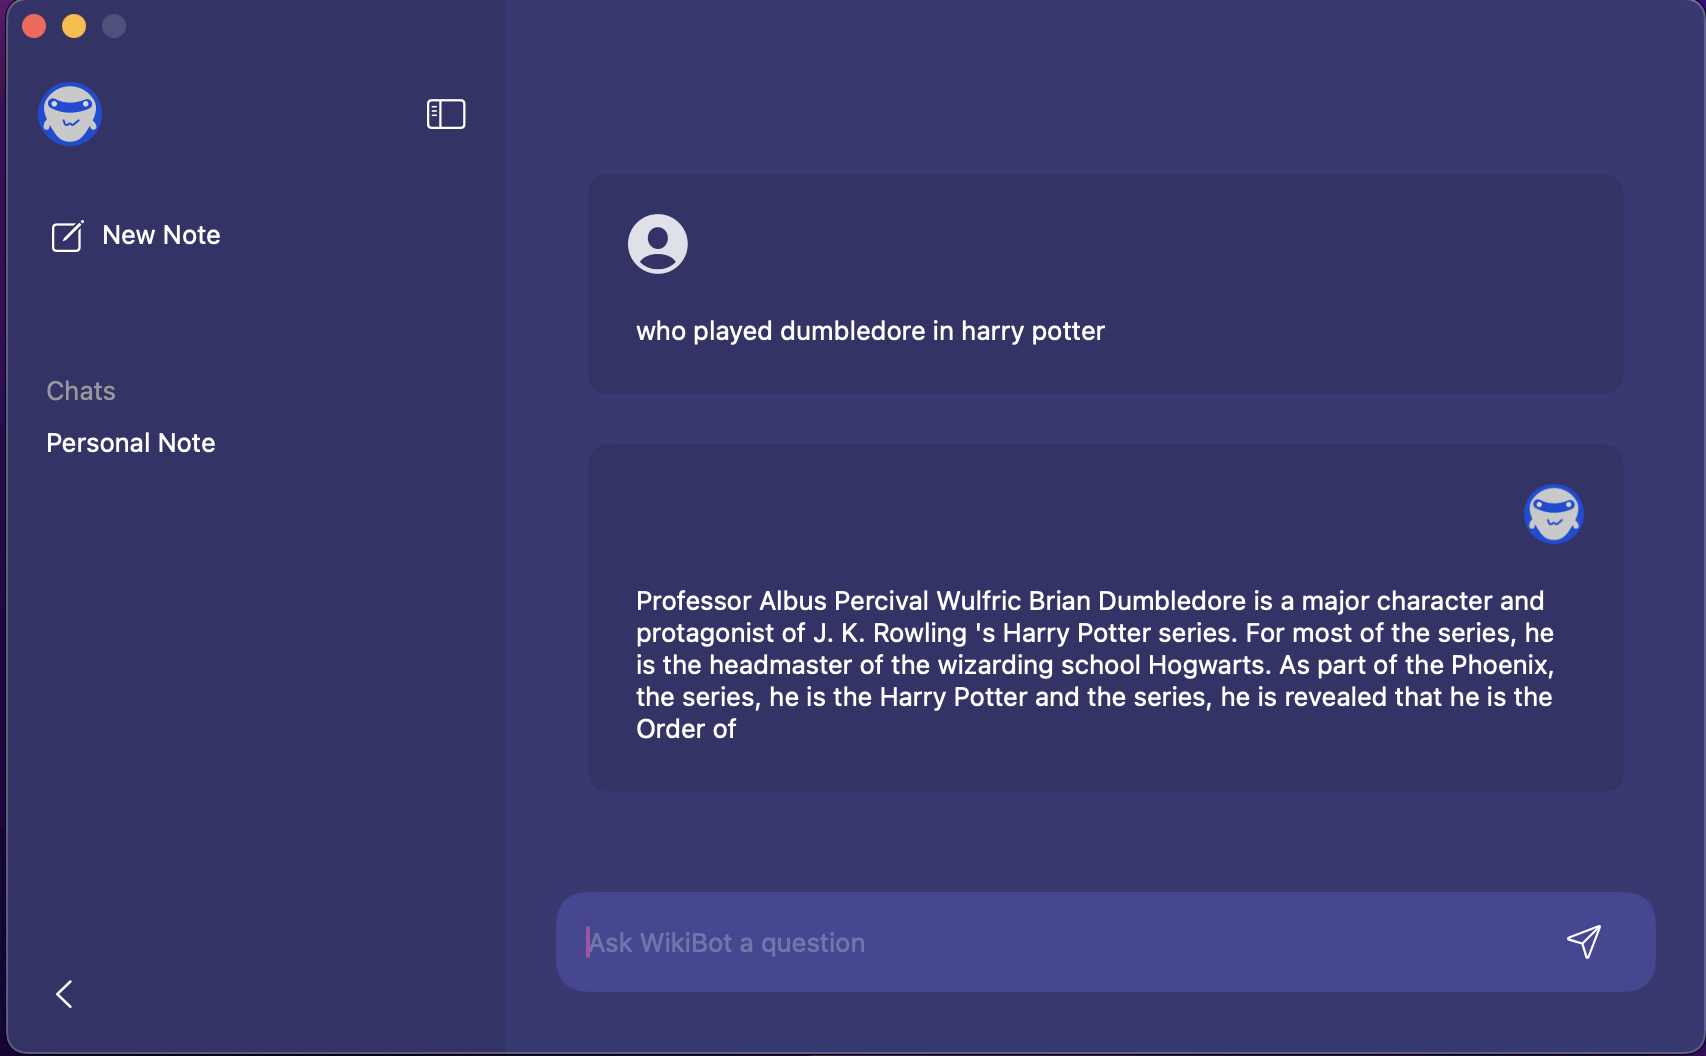 New Note
Chats
Personal Note
who played dumbledore in harry potter
Professor Albus Percival Wulfric Brian Dumbledore is a major character and
protagonist of J. K. Rowling 's Harry Potter series. For most of the series, he
is the headmaster of the wizarding school Hogwarts. As part of the Phoenix,
the series, he is the Harry Potter and the series, he is revealed that he is the
Order of
Ask WikiBot a question